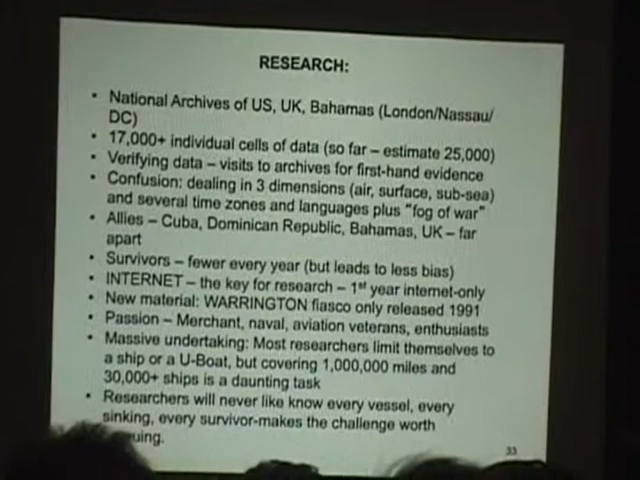 RESEARCH:
• National Archives of US, UK, Bahamas (London/Nassau/
DC)
• 17,000+ individual cells of data (so far – estimate 25,000)
• Verifying data – visits to archives for first-hand evidence
• Confusion: dealing in 3 dimensions (air, surface, sub-sea)
and several time zones and languages plus "fog of war"
• Allies – Cuba, Dominican Republic, Bahamas, UK – far
apart
• Survivors – fewer every year (but leads to less bias)
• INTERNET – the key for research – 1st year internet-only
• New material: WARRINGTON fiasco only released 1991
• Passion – Merchant, naval, aviation veterans, enthusiasts
• Massive undertaking: Most researchers limit themselves to
a ship or a U-Boat, but covering 1,000,000 miles and
30,000+ ships is a daunting task
• Researchers will never like know every vessel, every
sinking, every survivor-makes the challenge worth
33